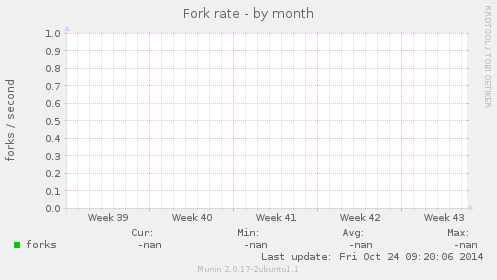 Fork rate - by month
RRDTOOL / TOBI OETIKER
forks / second
1.0
0.9
0.8
0.7
0.6
0.5
0.4
0.3
0.2
0.1
0.0
Week 39 Week 40 Week 41 Week 42 Week 43
Cur: Min: Avg: Max:
forks -nan -nan -nan -nan
Last update: Fri Oct 24 09:20:06 2014
Munin 2.0.17-2ubuntu1.1